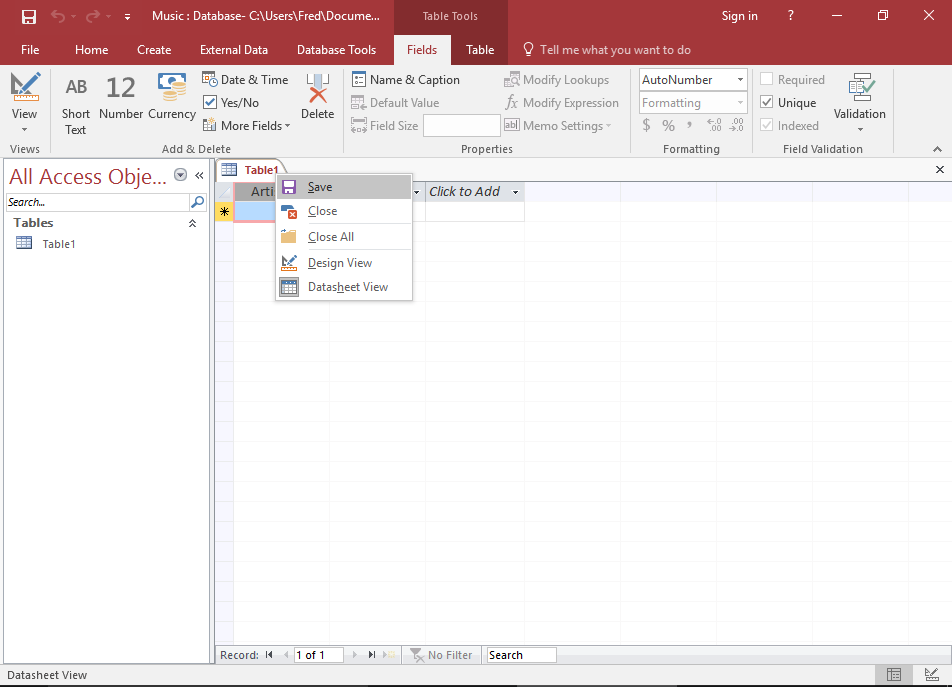 Music : Database- C:\Users\Fred\Docume...
Table Tools
Sign in
?
File
Home
Create
External Data
Database Tools
Fields
Table
Tell me what you want to do
View
Views
AB
Short
Text
12
Number
Currency
Date & Time
Yes/No
More Fields
Delete
Add & Delete
Name & Caption
Default Value
Field Size
Modify Lookups
fx Modify Expression
ab Memo Settings
Properties
AutoNumber
Formatting
$ % , .00 .00
Formatting
Required
Unique
Indexed
Validation
Field Validation
All Access Obje...
Search...
Tables
Table1
Table1
Arti
Click to Add
Save
Close
Close All
Design View
Datasheet View
Record:
1 of 1
No Filter
Search
Datasheet View